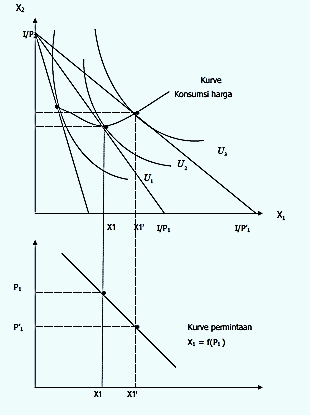 X₂
I/P₂
Kurve
Konsumsi harga
U₃
U₂
U₁
X1
X1'
I/P₁
I/P'₁
X₁
P₁
P'₁
Kurve permintaan
X₁ = f(P₁)
X1
X1'